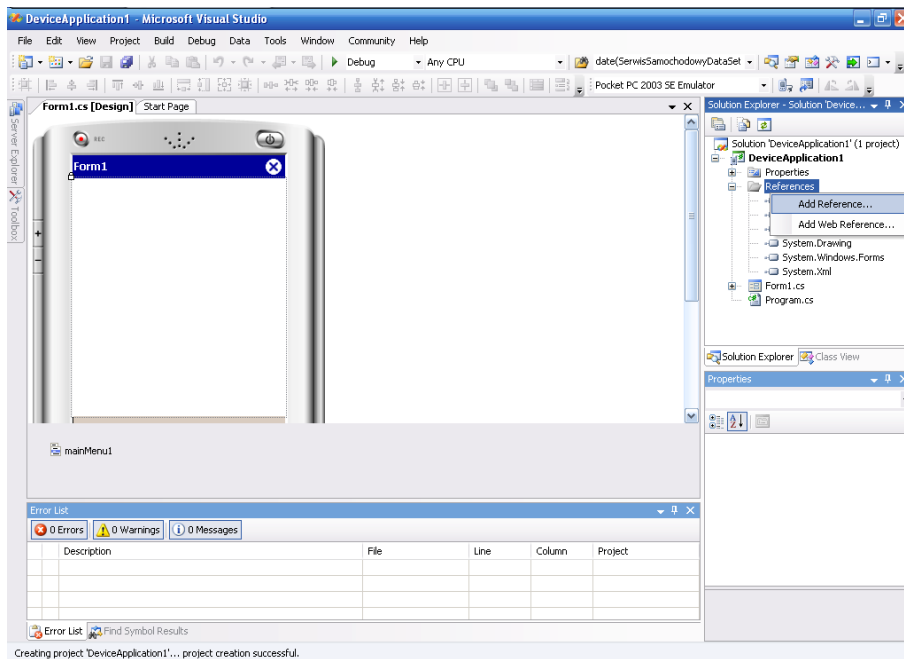 DeviceApplication1 - Microsoft Visual Studio
File Edit View Project Build Debug Data Tools Window Community Help
Debug Any CPU date(SerwisSamochodowyDataSet
Pocket PC 2003 SE Emulator
Form1.cs [Design] Start Page
Server Explorer
Toolbox
REC
Form1
mainMenu1
Solution Explorer - Solution 'Device...
Solution 'DeviceApplication1' (1 project)
DeviceApplication1
Properties
References
Add Reference...
Add Web Reference...
System.Drawing
System.Windows.Forms
System.Xml
Form1.cs
Program.cs
Solution Explorer Class View
Properties
Error List
0 Errors 0 Warnings 0 Messages
Description File Line Column Project
Error List Find Symbol Results
Creating project 'DeviceApplication1'... project creation successful.